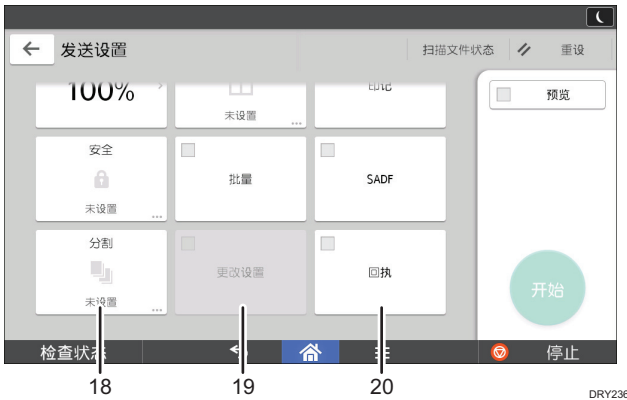 发送设置
扫描文件状态
重设
100%
未设置
印记
预览
安全
未设置
批量
SADF
分割
未设置
更改设置
回执
开始
检查状态
停止
18
19
20
DRY236